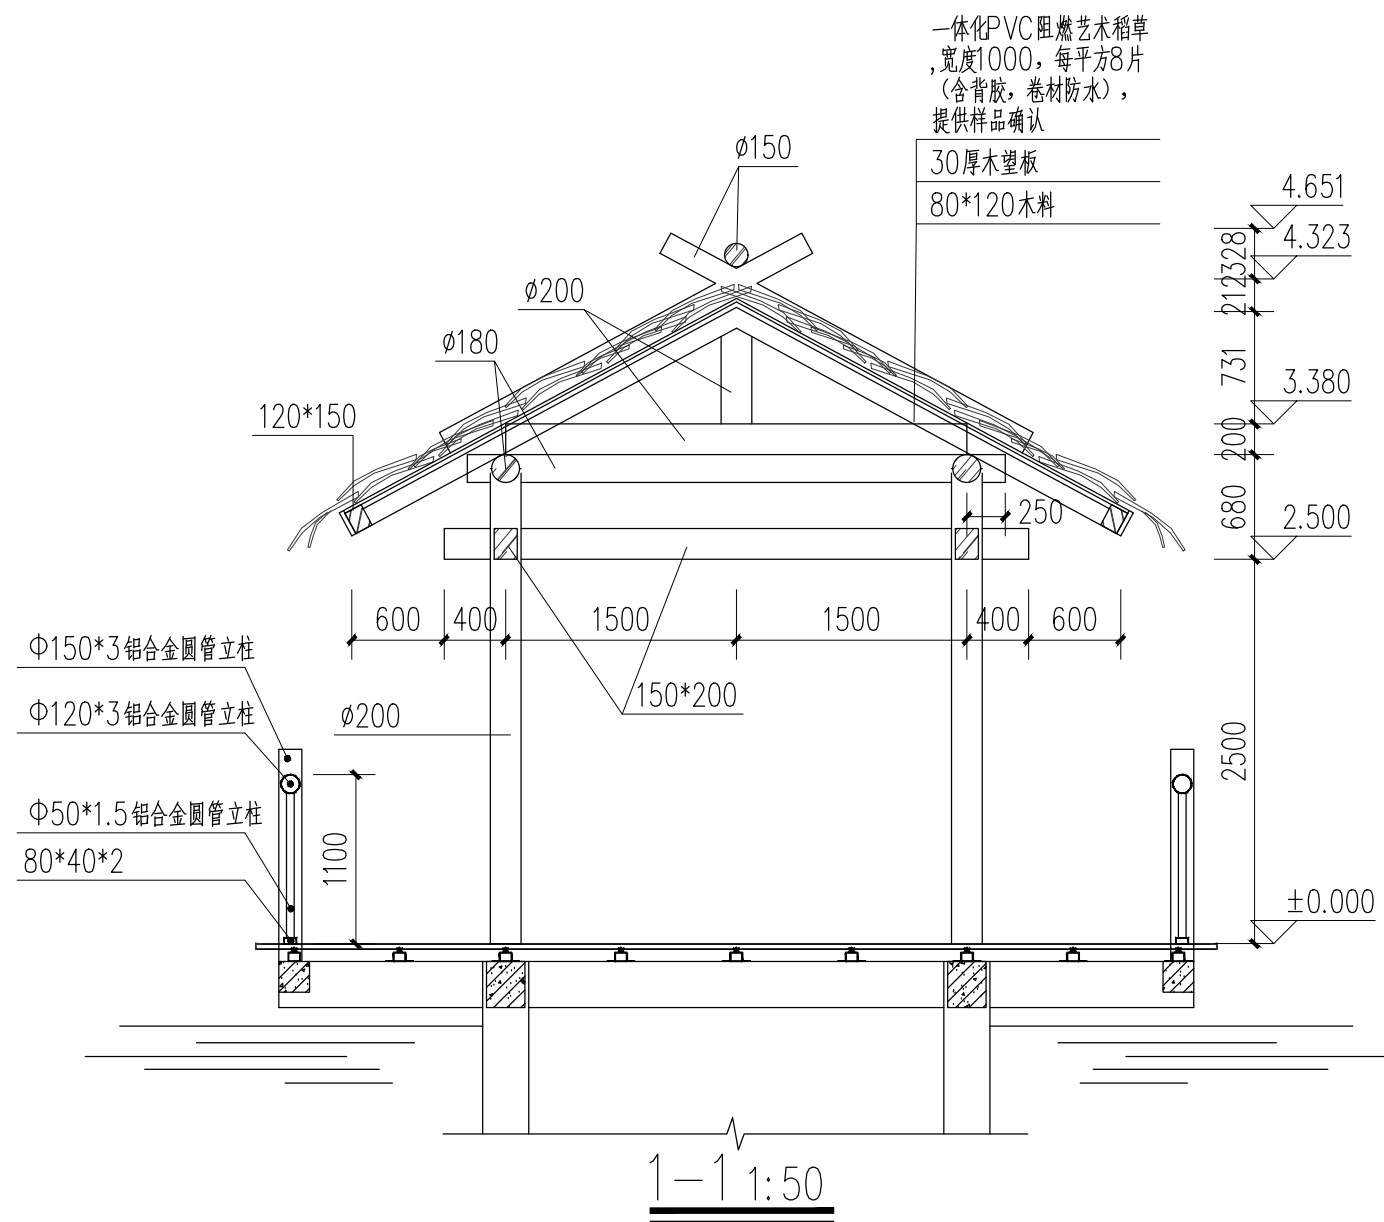 一体化PVC阻燃艺术稻草
,宽度1000，每平方8片
（含背胶，卷材防水），
提供样品确认
30厚木望板
80*120木料
ø150
ø200
ø180
120*150
4.651
328
4.323
212
731
3.380
200
680
2.500
250
600
400
1500
1500
400
600
Φ150*3铝合金圆管立柱
Φ120*3铝合金圆管立柱
150*200
ø200
2500
Φ50*1.5铝合金圆管立柱
80*40*2
1100
±0.000
1-1 1:50